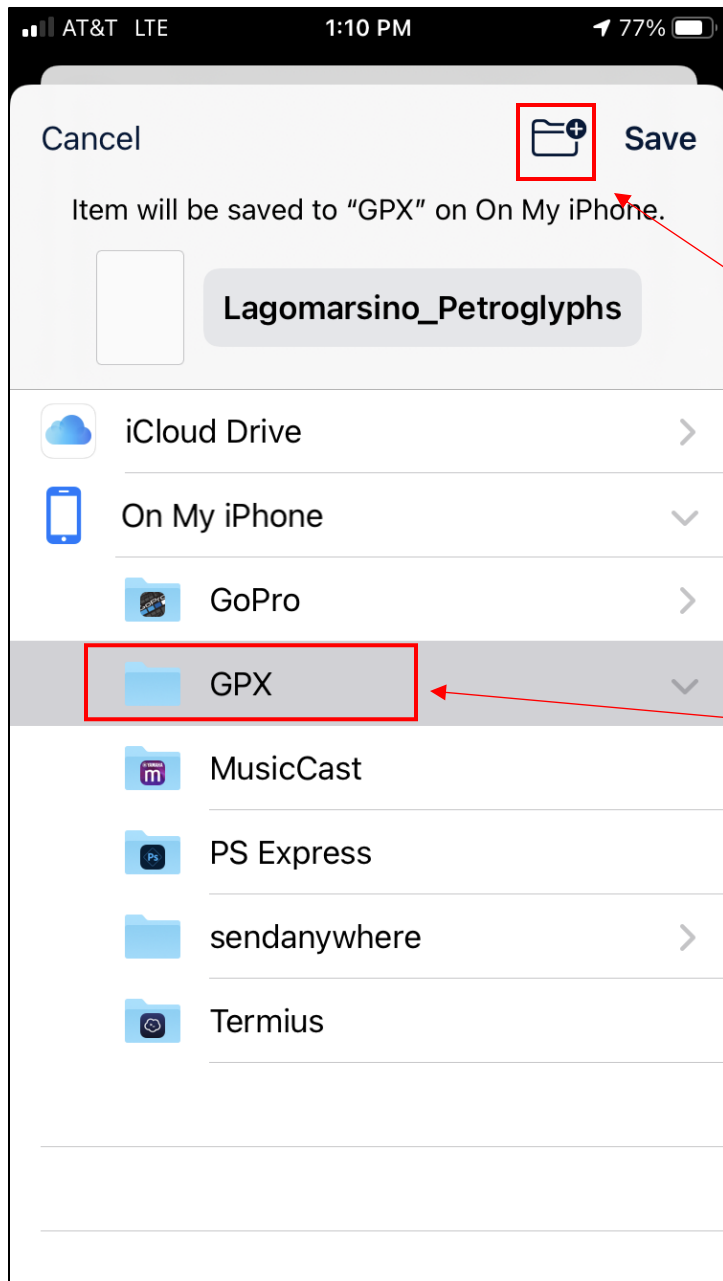 AT&T LTE 1:10 PM 77%
Cancel Save
Item will be saved to “GPX” on On My iPhone.
Lagomarsino_Petroglyphs
iCloud Drive
On My iPhone
GoPro
GPX
MusicCast
PS Express
sendanywhere
Termius